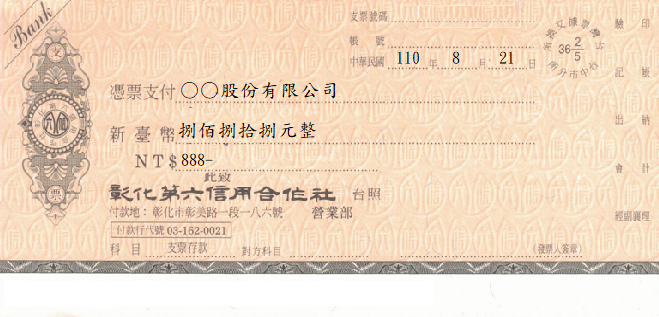 Bank
支票號碼
帳號
中華民國 110 年 8 月 21 日
憑票支付 ○○股份有限公司
新臺幣 捌佰捌拾捌元整
NT$ 888-
此致
彰化第六信用合作社 台照
付款地：彰化市彰美路一段一八六號 營業部
付款行代號 03-152-0021
科目 支票存款 對方科目 (發票人簽章)
支
票
36 2/5
驗印
記帳
出納
會計
經副襄理